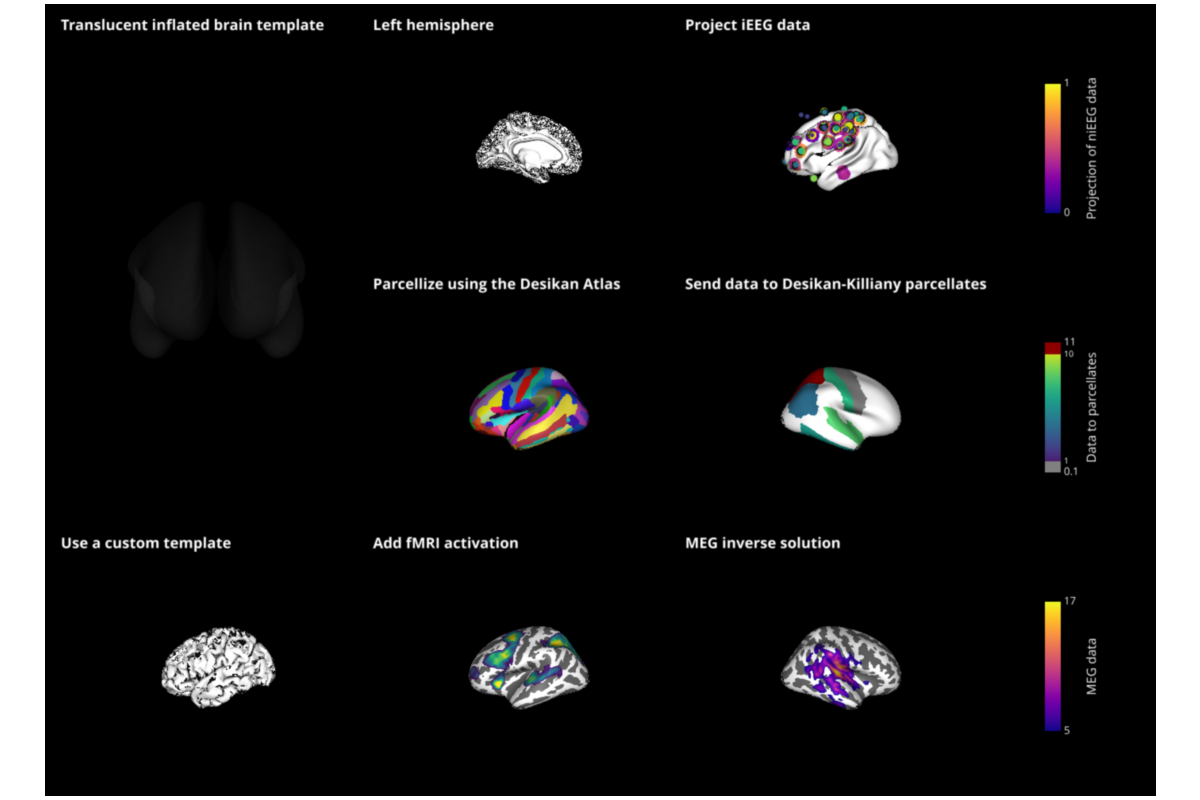 Translucent inflated brain template
Left hemisphere
Project iEEG data
1
0
Projection of niEEG data
Parcellize using the Desikan Atlas
Send data to Desikan-Killiany parcellates
11
10
1
0.1
Data to parcellates
Use a custom template
Add fMRI activation
MEG inverse solution
17
5
MEG data